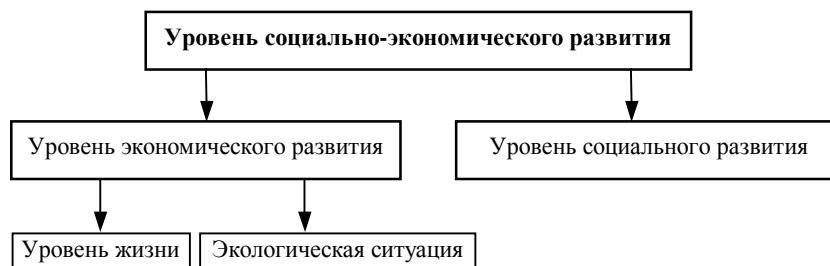 Уровень социально-экономического развития
Уровень экономического развития
Уровень социального развития
Уровень жизни
Экологическая ситуация